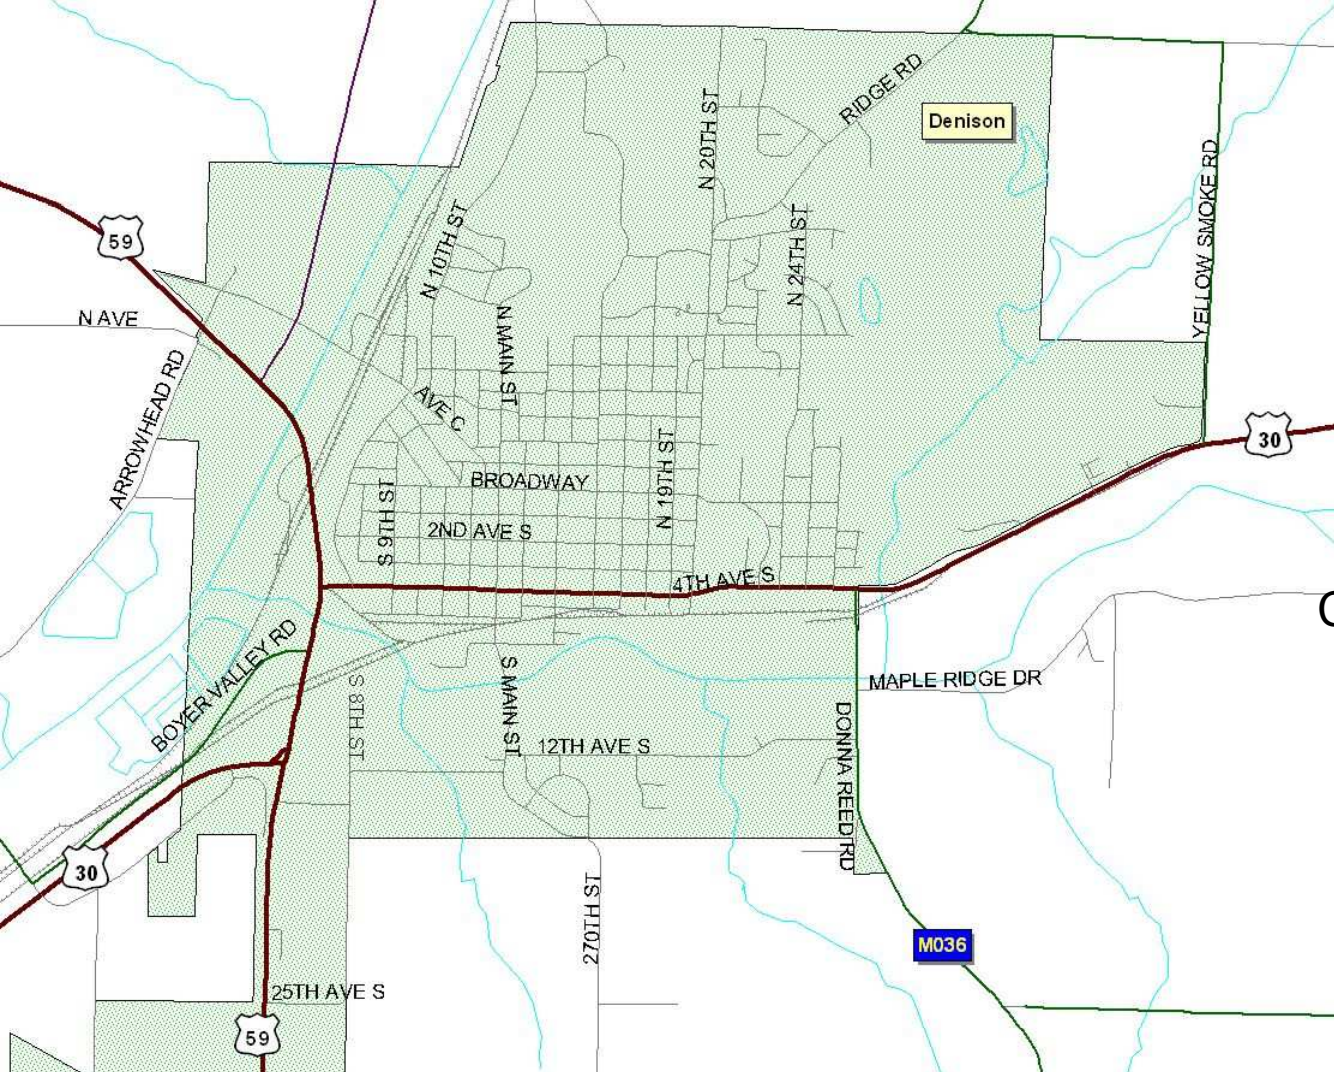 RIDGE RD
N 20TH ST
Denison
YELLOW SMOKE RD
59
N 10TH ST
N 24TH ST
N AVE
N MAIN ST
ARROWHEAD RD
AVE C
30
BROADWAY
N 19TH ST
S 9TH ST
2ND AVE S
4TH AVE S
BOYER VALLEY RD
MAPLE RIDGE DR
S 8TH ST
S MAIN ST
12TH AVE S
DONNA REED RD
30
270TH ST
M036
25TH AVE S
59